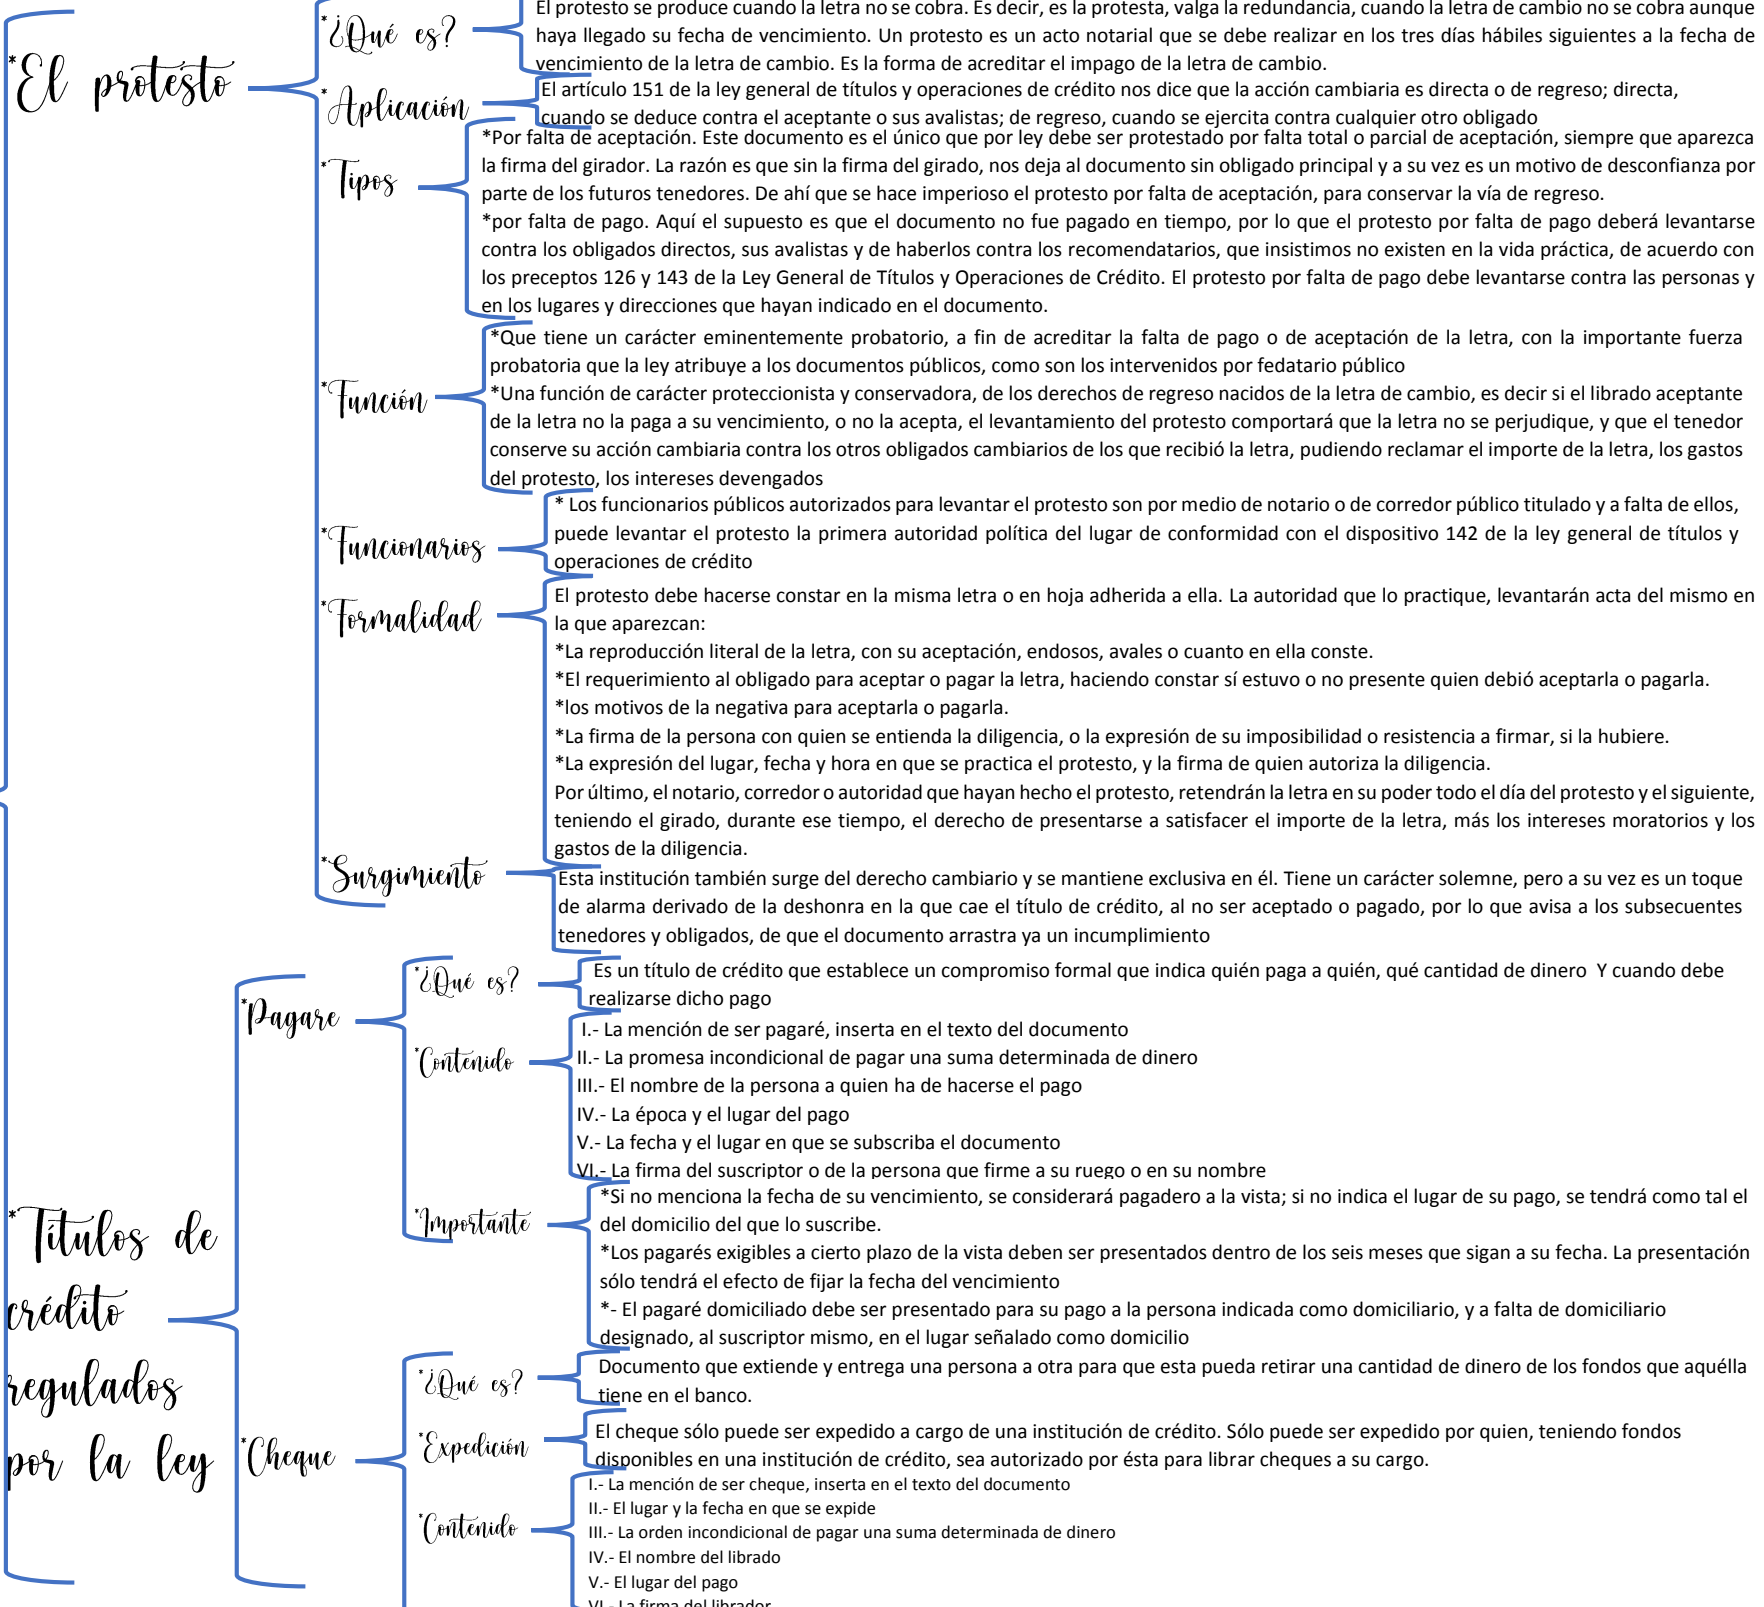 *El protesto
*¿Qué es?
El protesto se produce cuando la letra no se cobra. Es decir, es la protesta, valga la redundancia, cuando la letra de cambio no se cobra aunque
haya llegado su fecha de vencimiento. Un protesto es un acto notarial que se debe realizar en los tres días hábiles siguientes a la fecha de
vencimiento de la letra de cambio. Es la forma de acreditar el impago de la letra de cambio.
*Aplicación
El artículo 151 de la ley general de títulos y operaciones de crédito nos dice que la acción cambiaria es directa o de regreso; directa,
cuando se deduce contra el aceptante o sus avalistas; de regreso, cuando se ejercita contra cualquier otro obligado
*Tipos
*Por falta de aceptación. Este documento es el único que por ley debe ser protestado por falta total o parcial de aceptación, siempre que aparezca
la firma del girador. La razón es que sin la firma del girado, nos deja al documento sin obligado principal y a su vez es un motivo de desconfianza por
parte de los futuros tenedores. De ahí que se hace imperioso el protesto por falta de aceptación, para conservar la vía de regreso.
*por falta de pago. Aquí el supuesto es que el documento no fue pagado en tiempo, por lo que el protesto por falta de pago deberá levantarse
contra los obligados directos, sus avalistas y de haberlos contra los recomendatarios, que insistimos no existen en la vida práctica, de acuerdo con
los preceptos 126 y 143 de la Ley General de Títulos y Operaciones de Crédito. El protesto por falta de pago debe levantarse contra las personas y
en los lugares y direcciones que hayan indicado en el documento.
*Función
*Que tiene un carácter eminentemente probatorio, a fin de acreditar la falta de pago o de aceptación de la letra, con la importante fuerza
probatoria que la ley atribuye a los documentos públicos, como son los intervenidos por fedatario público
*Una función de carácter proteccionista y conservadora, de los derechos de regreso nacidos de la letra de cambio, es decir si el librado aceptante
de la letra no la paga a su vencimiento, o no la acepta, el levantamiento del protesto comportará que la letra no se perjudique, y que el tenedor
conserve su acción cambiaria contra los otros obligados cambiarios de los que recibió la letra, pudiendo reclamar el importe de la letra, los gastos
del protesto, los intereses devengados
*Funcionarios
* Los funcionarios públicos autorizados para levantar el protesto son por medio de notario o de corredor público titulado y a falta de ellos,
puede levantar el protesto la primera autoridad política del lugar de conformidad con el dispositivo 142 de la ley general de títulos y
operaciones de crédito
*Formalidad
El protesto debe hacerse constar en la misma letra o en hoja adherida a ella. La autoridad que lo practique, levantarán acta del mismo en
la que aparezcan:
*La reproducción literal de la letra, con su aceptación, endosos, avales o cuanto en ella conste.
*El requerimiento al obligado para aceptar o pagar la letra, haciendo constar sí estuvo o no presente quien debió aceptarla o pagarla.
*los motivos de la negativa para aceptarla o pagarla.
*La firma de la persona con quien se entienda la diligencia, o la expresión de su imposibilidad o resistencia a firmar, si la hubiere.
*La expresión del lugar, fecha y hora en que se practica el protesto, y la firma de quien autoriza la diligencia.
Por último, el notario, corredor o autoridad que hayan hecho el protesto, retendrán la letra en su poder todo el día del protesto y el siguiente,
teniendo el girado, durante ese tiempo, el derecho de presentarse a satisfacer el importe de la letra, más los intereses moratorios y los
gastos de la diligencia.
*Surgimiento
Esta institución también surge del derecho cambiario y se mantiene exclusiva en él. Tiene un carácter solemne, pero a su vez es un toque
de alarma derivado de la deshonra en la que cae el título de crédito, al no ser aceptado o pagado, por lo que avisa a los subsecuentes
tenedores y obligados, de que el documento arrastra ya un incumplimiento
*Titulos de
crédito
regulados
por la ley
*Pagare
*¿Qué es?
Es un título de crédito que establece un compromiso formal que indica quién paga a quién, qué cantidad de dinero Y cuando debe
realizarse dicho pago
*Contenido
I.- La mención de ser pagaré, inserta en el texto del documento
II.- La promesa incondicional de pagar una suma determinada de dinero
III.- El nombre de la persona a quien ha de hacerse el pago
IV.- La época y el lugar del pago
V.- La fecha y el lugar en que se subscriba el documento
VI.- La firma del suscriptor o de la persona que firme a su ruego o en su nombre
*Importante
*Si no menciona la fecha de su vencimiento, se considerará pagadero a la vista; si no indica el lugar de su pago, se tendrá como tal el
del domicilio del que lo suscribe.
*Los pagarés exigibles a cierto plazo de la vista deben ser presentados dentro de los seis meses que sigan a su fecha. La presentación
sólo tendrá el efecto de fijar la fecha del vencimiento
*- El pagaré domiciliado debe ser presentado para su pago a la persona indicada como domiciliario, y a falta de domiciliario
designado, al suscriptor mismo, en el lugar señalado como domicilio
*Cheque
*¿Qué es?
Documento que extiende y entrega una persona a otra para que esta pueda retirar una cantidad de dinero de los fondos que aquélla
tiene en el banco.
*Expedición
El cheque sólo puede ser expedido a cargo de una institución de crédito. Sólo puede ser expedido por quien, teniendo fondos
disponibles en una institución de crédito, sea autorizado por ésta para librar cheques a su cargo.
*Contenido
I.- La mención de ser cheque, inserta en el texto del documento
II.- El lugar y la fecha en que se expide
III.- La orden incondicional de pagar una suma determinada de dinero
IV.- El nombre del librado
V.- El lugar del pago
VI.- La firma del librador